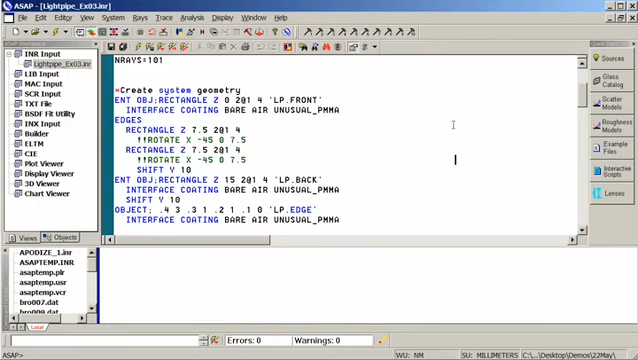 ASAP - [Lightpipe_Ex03.inr]
File Edit View System Rays Trace Analysis Display Window Help
INR Input
Lightpipe_Ex03.inr
LIB Input
MAC Input
SCR Input
TXT File
BSDF Fit Utility
INX Input
Builder
ELTM
CIE
Plot Viewer
Display Viewer
3D Viewer
Chart Viewer
Views Objects
NRAYS=101
*Create system geometry
ENT OBJ;RECTANGLE Z 0 2@1 4 'LP.FRONT'
INTERFACE COATING BARE AIR UNUSUAL_PMMA
EDGES
RECTANGLE Z 7.5 2@1 4
!!ROTATE X -45 0 7.5
RECTANGLE Z 7.5 2@1 4
!!ROTATE X -45 0 7.5
SHIFT Y 10
ENT OBJ;RECTANGLE Z 15 2@1 4 'LP.BACK'
INTERFACE COATING BARE AIR UNUSUAL_PMMA
SHIFT Y 10
OBJECT; .4 3 .3 1 .2 1 .1 0 'LP.EDGE'
INTERFACE COATING BARE AIR UNUSUAL_PMMA
Sources
Glass
Catalog
Scatter
Models
Roughness
Models
Example
Files
Interactive
Scripts
Lenses
APODIZE_1.inr
ASAPTEMP.INR
asaptemp.plr
asaptemp.usr
asaptemp.vcr
bro007.dat
bro009.dat
Local
Errors: 0 Warnings: 0
ASAP> WU: NM SU: MILLIMETERS C:\...\Desktop\Demos\22May\